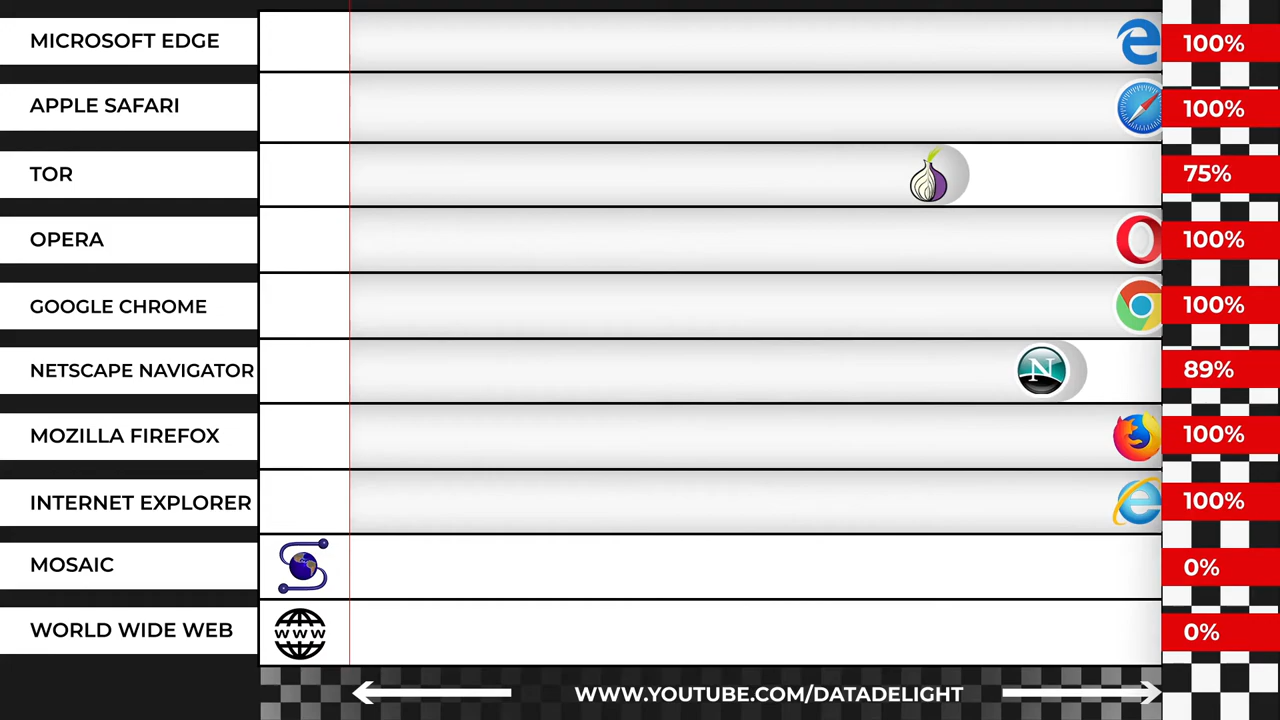 MICROSOFT EDGE 100%
APPLE SAFARI 100%
TOR 75%
OPERA 100%
GOOGLE CHROME 100%
NETSCAPE NAVIGATOR N 89%
MOZILLA FIREFOX 100%
INTERNET EXPLORER 100%
MOSAIC 0%
WORLD WIDE WEB WWW 0%
WWW.YOUTUBE.COM/DATADELIGHT